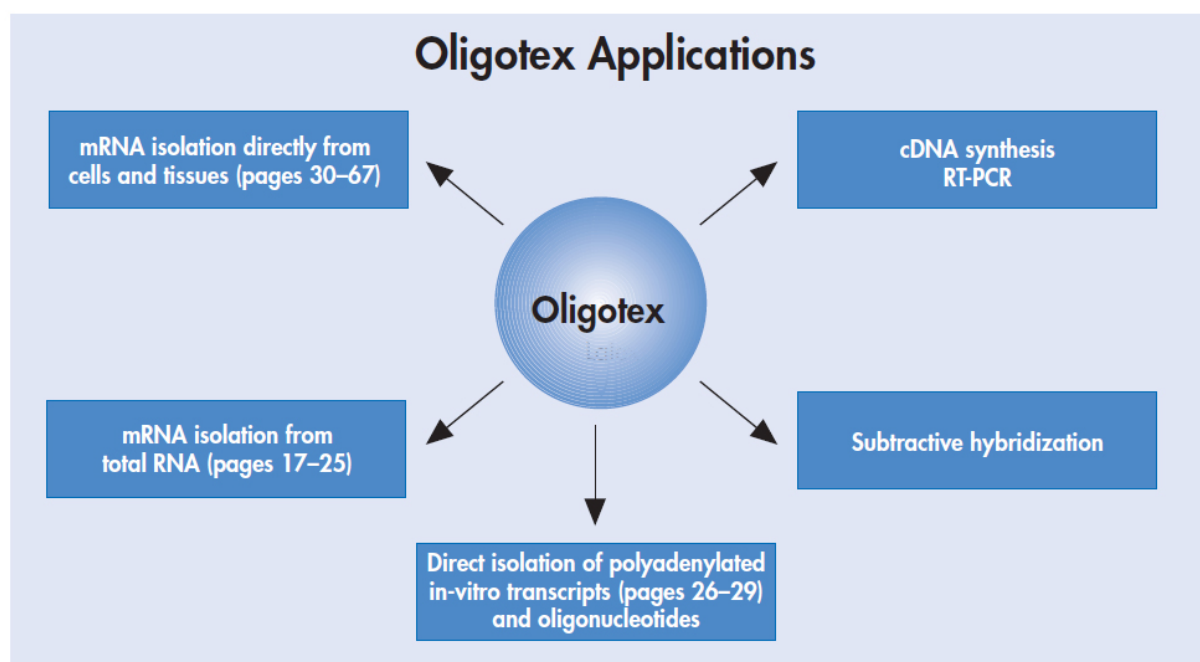 Oligotex Applications
mRNA isolation directly from
cells and tissues (pages 30–67)
cDNA synthesis
RT-PCR
Oligotex
mRNA isolation from
total RNA (pages 17–25)
Subtractive hybridization
Direct isolation of polyadenylated
in-vitro transcripts (pages 26–29)
and oligonucleotides